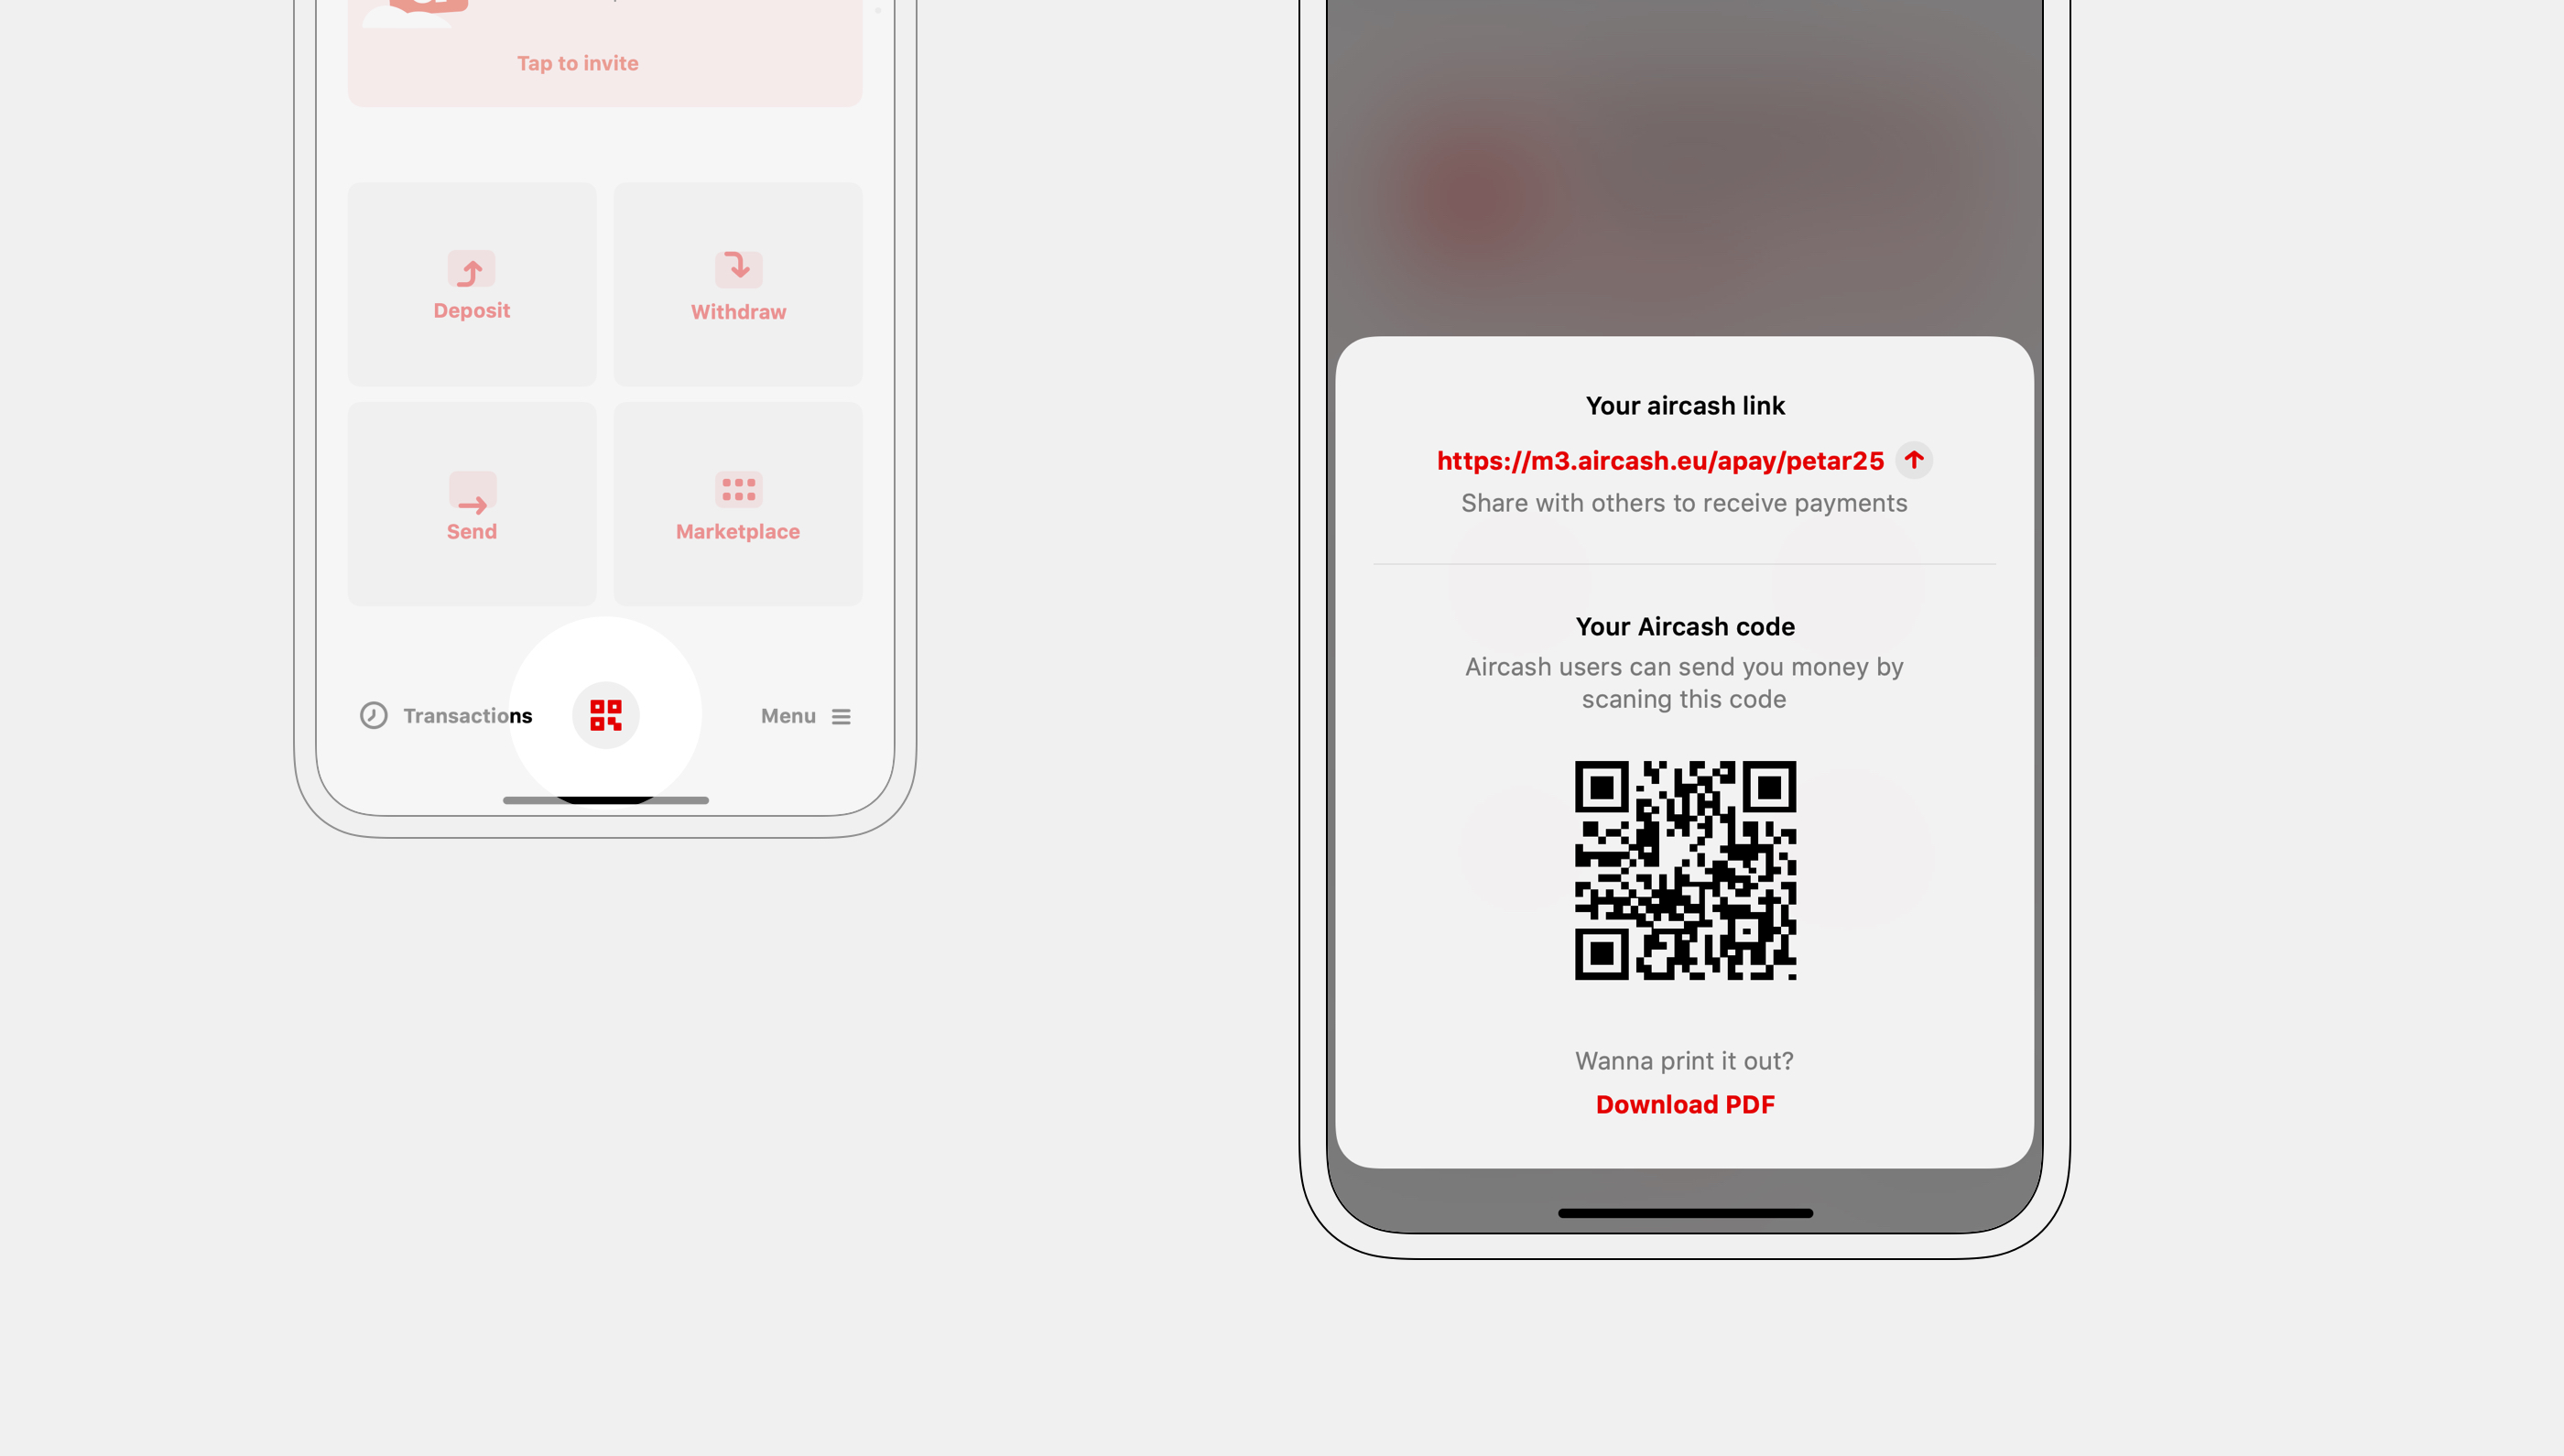 Tap to invite
Deposit
Withdraw
Send
Marketplace
Transactions
Menu
Your aircash link
https://m3.aircash.eu/apay/petar25
Share with others to receive payments
Your Aircash code
Aircash users can send you money by
scaning this code
Wanna print it out?
Download PDF